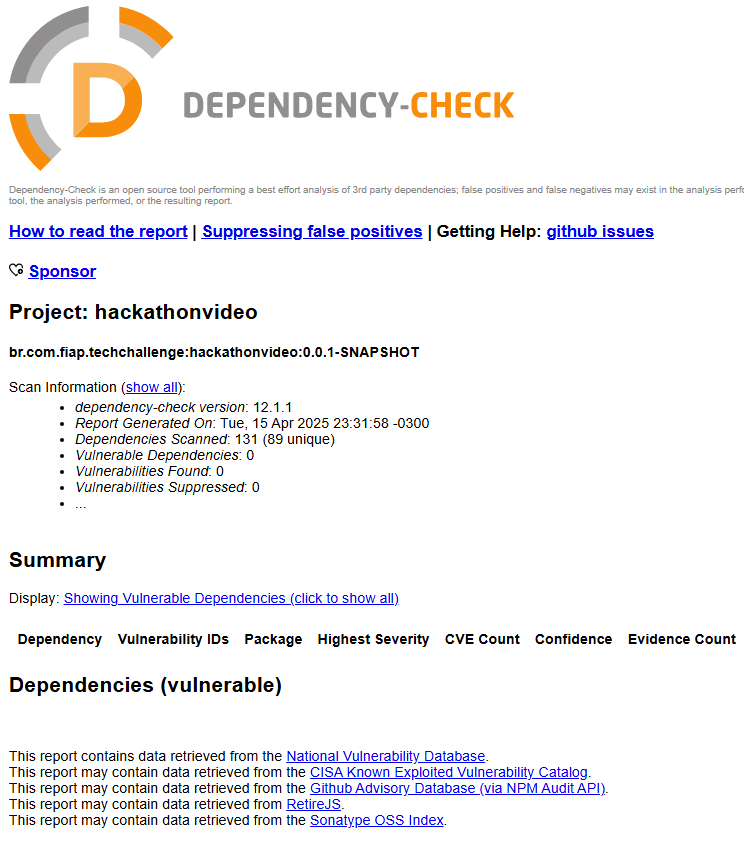 D DEPENDENCY-CHECK
Dependency-Check is an open source tool performing a best effort analysis of 3rd party dependencies; false positives and false negatives may exist in the analysis
tool, the analysis performed, or the resulting report.
How to read the report | Suppressing false positives | Getting Help: github issues
Sponsor
Project: hackathonvideo
br.com.fiap.techchallenge:hackathonvideo:0.0.1-SNAPSHOT
Scan Information (show all):
• dependency-check version: 12.1.1
• Report Generated On: Tue, 15 Apr 2025 23:31:58 -0300
• Dependencies Scanned: 131 (89 unique)
• Vulnerable Dependencies: 0
• Vulnerabilities Found: 0
• Vulnerabilities Suppressed: 0
• ...
Summary
Display: Showing Vulnerable Dependencies (click to show all)
Dependency Vulnerability IDs Package Highest Severity CVE Count Confidence Evidence Count
Dependencies (vulnerable)
This report contains data retrieved from the National Vulnerability Database.
This report may contain data retrieved from the CISA Known Exploited Vulnerability Catalog.
This report may contain data retrieved from the Github Advisory Database (via NPM Audit API).
This report may contain data retrieved from RetireJS.
This report may contain data retrieved from the Sonatype OSS Index.